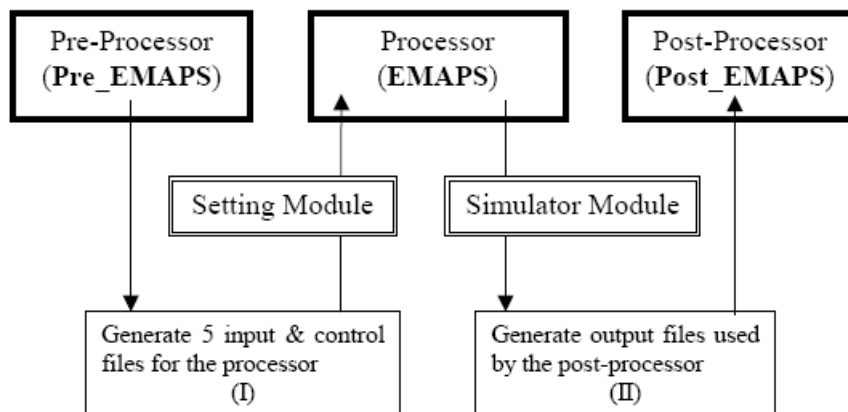 Pre-Processor
(Pre_EMAPS)
Processor
(EMAPS)
Post-Processor
(Post_EMAPS)
Setting Module
Simulator Module
Generate 5 input & control
files for the processor
(I)
Generate output files used
by the post-processor
(II)